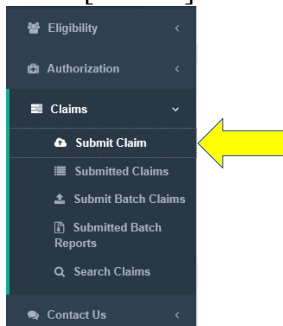 Eligibility
Authorization
Claims
Submit Claim
Submitted Claims
Submit Batch Claims
Submitted Batch
Reports
Search Claims
Contact Us